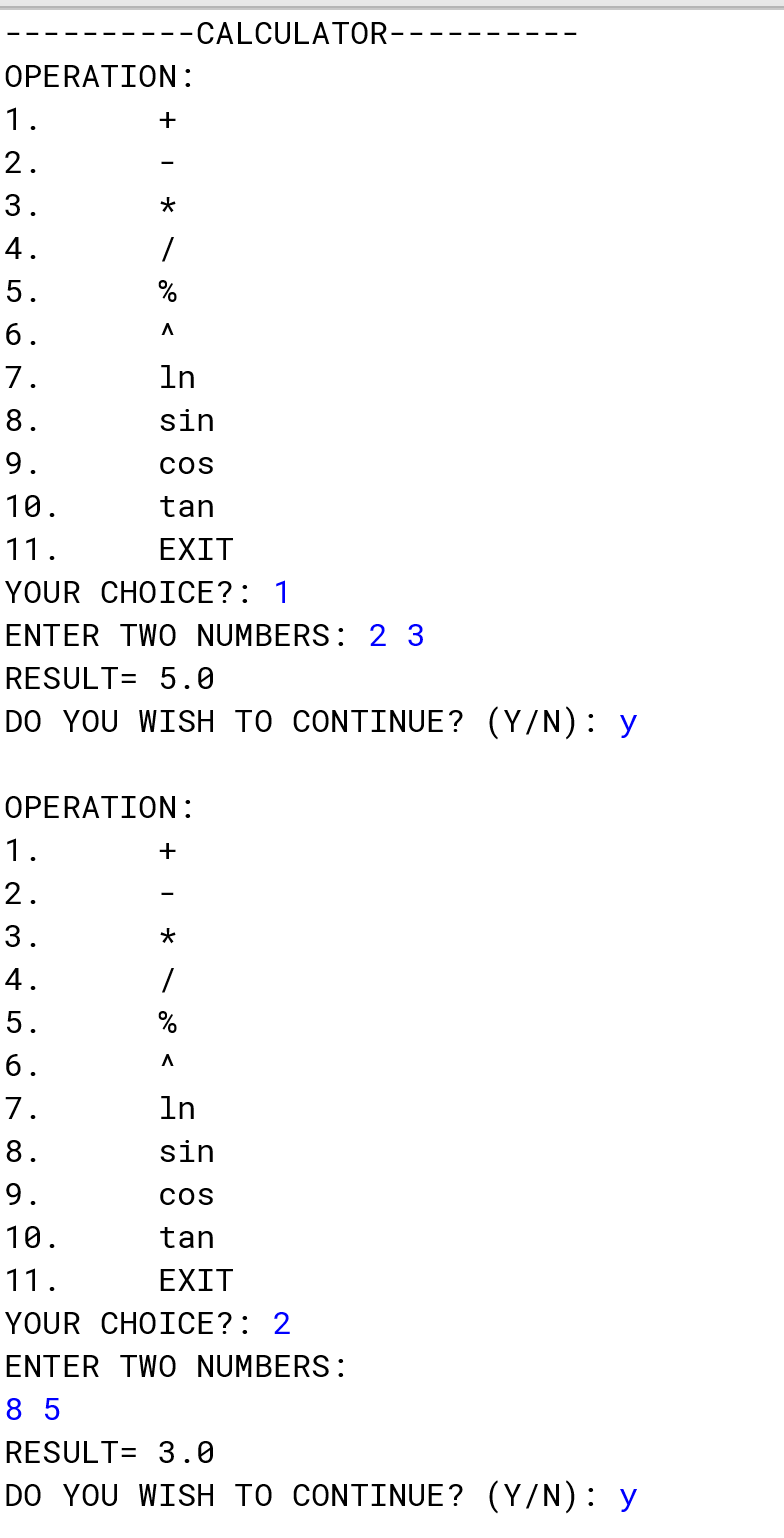 ----------CALCULATOR----------
OPERATION:
1.	+
2.	-
3.	*
4.	/
5.	%
6.	^
7.	ln
8.	sin
9.	cos
10.	tan
11.	EXIT
YOUR CHOICE?: 1
ENTER TWO NUMBERS: 2 3
RESULT= 5.0
DO YOU WISH TO CONTINUE? (Y/N): y

OPERATION:
1.	+
2.	-
3.	*
4.	/
5.	%
6.	^
7.	ln
8.	sin
9.	cos
10.	tan
11.	EXIT
YOUR CHOICE?: 2
ENTER TWO NUMBERS:
8 5
RESULT= 3.0
DO YOU WISH TO CONTINUE? (Y/N): y